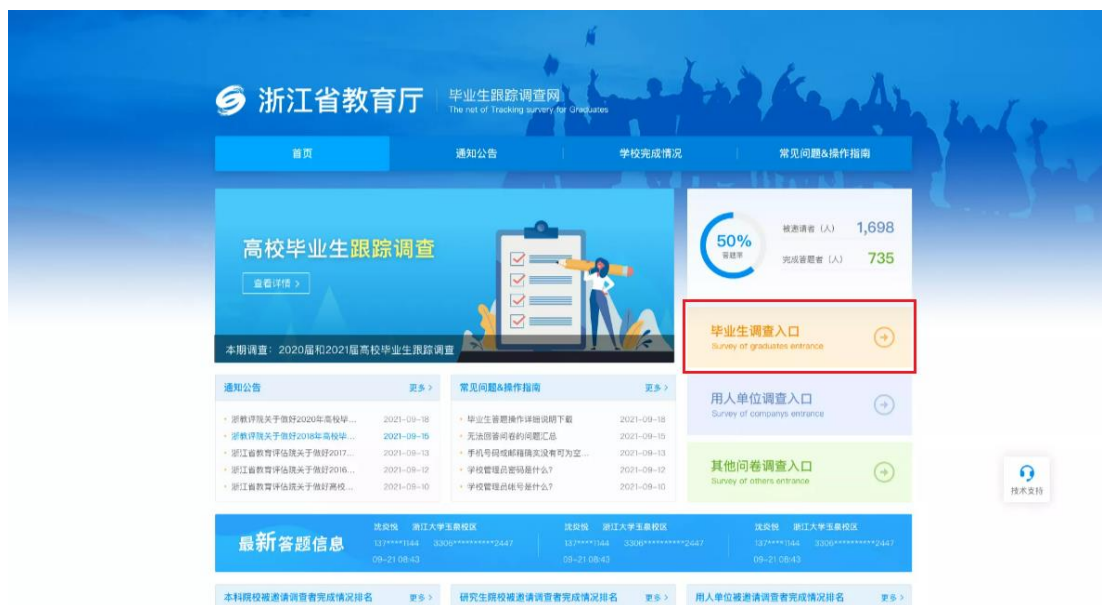 浙江省教育厅
毕业生跟踪调查网
The net of Tracking survery for Graduates
首页
通知公告
学校完成情况
常见问题&操作指南
高校毕业生跟踪调查
查看详情 >
本期调查：2020届和2021届高校毕业生跟踪调查
50%
答题率
被邀请者（人） 1,698
完成答题者（人） 735
毕业生调查入口
Survey of graduates entrance
用人单位调查入口
Survey of companys entrance
其他问卷调查入口
Survey of others entrance
通知公告 更多 >
浙教评院关于做好2020年高校毕... 2021-09-18
浙教评院关于做好2018年高校毕... 2021-09-15
浙江省教育评估院关于做好2017... 2021-09-13
浙江省教育评估院关于做好2016... 2021-09-12
浙江省教育评估院关于做好高校... 2021-09-10
常见问题&操作指南 更多 >
毕业生答题操作详细说明下载 2021-09-18
无法回答问卷的问题汇总 2021-09-15
手机号码或邮箱确实没有可为空... 2021-09-13
学校管理员密码是什么? 2021-09-12
学校管理员帐号是什么? 2021-09-10
技术支持
最新答题信息
沈炎悦 浙江大学玉泉校区
137****1144 3306**********2447
09-21 08:43
沈炎悦 浙江大学玉泉校区
137****1144 3306**********2447
09-21 08:43
沈炎悦 浙江大学玉泉校区
137****1144 3306**********2447
09-21 08:43
本科院校被邀请调查者完成情况排名 更多 >
研究生院校被邀请调查者完成情况排名 更多 >
用人单位被邀请调查者完成情况排名 更多 >